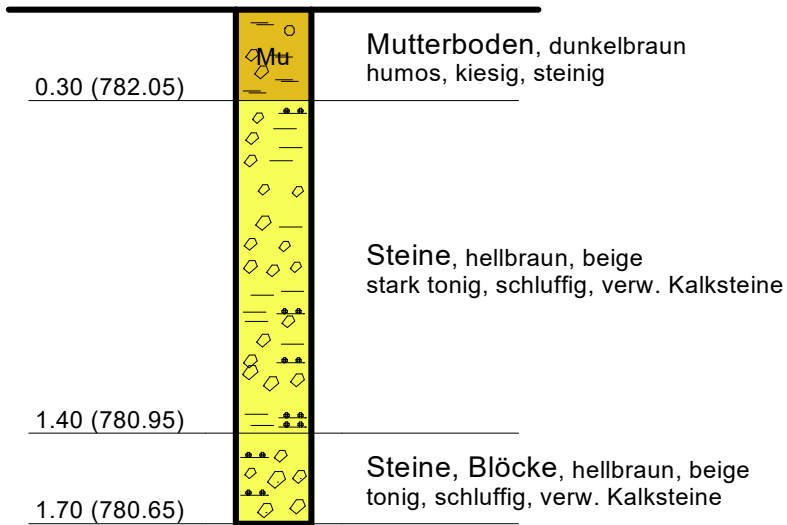 Mu
Mutterboden, dunkelbraun
humos, kiesig, steinig
0.30 (782.05)
Steine, hellbraun, beige
stark tonig, schluffig, verw. Kalksteine
1.40 (780.95)
Steine, Blöcke, hellbraun, beige
tonig, schluffig, verw. Kalksteine
1.70 (780.65)